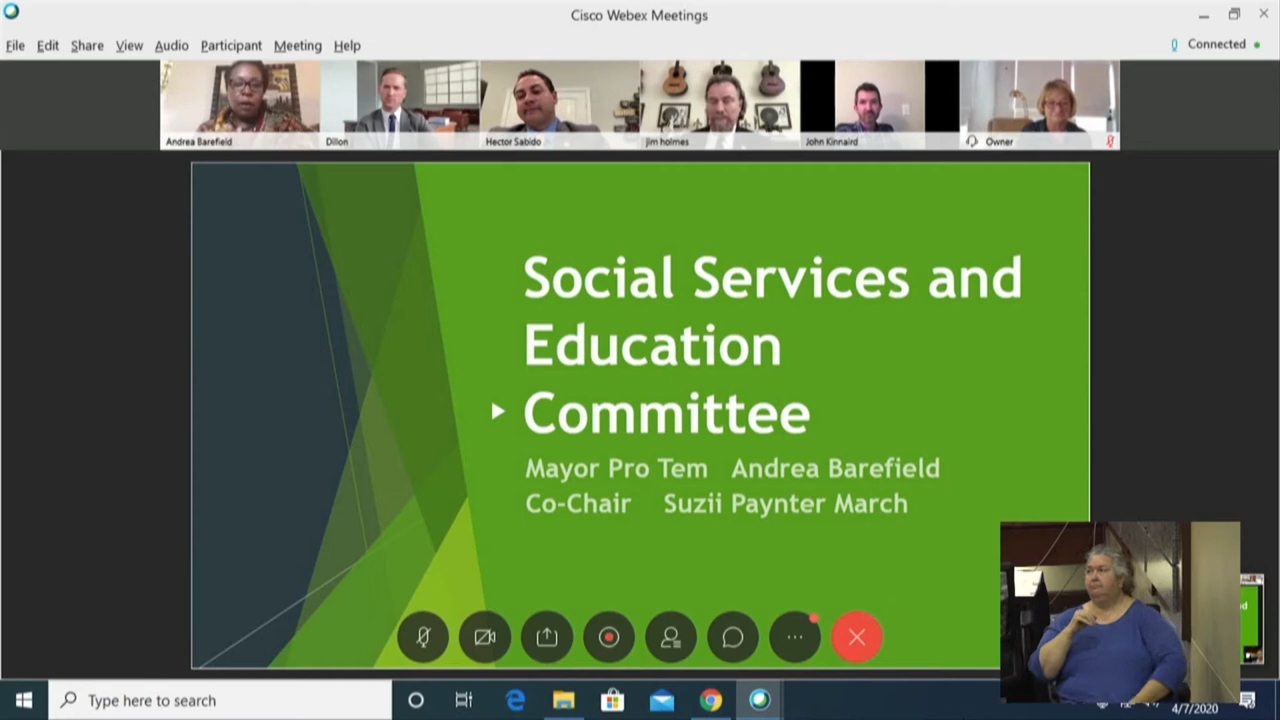 Cisco Webex Meetings
File Edit Share View Audio Participant Meeting Help
Connected
Andrea Barefield
Dillon
Hector Sabido
jim holmes
John Kinnaird
Owner
Social Services and
Education
Committee
Mayor Pro Tem Andrea Barefield
Co-Chair Suzii Paynter March
Type here to search
4/7/2020